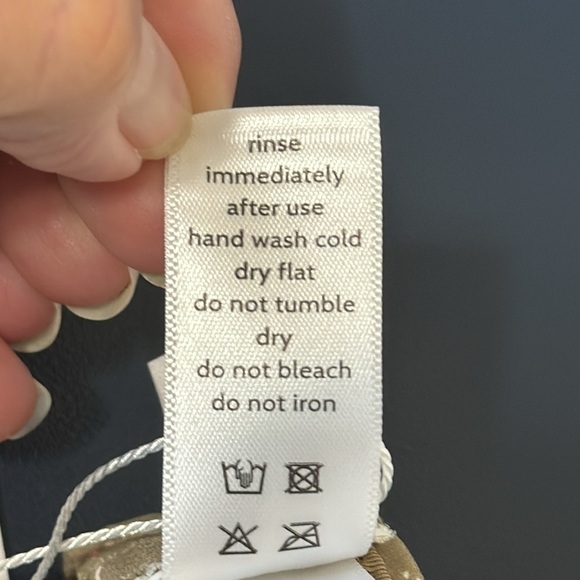 rinse
immediately
after use
hand wash cold
dry flat
do not tumble
dry
do not bleach
do not iron